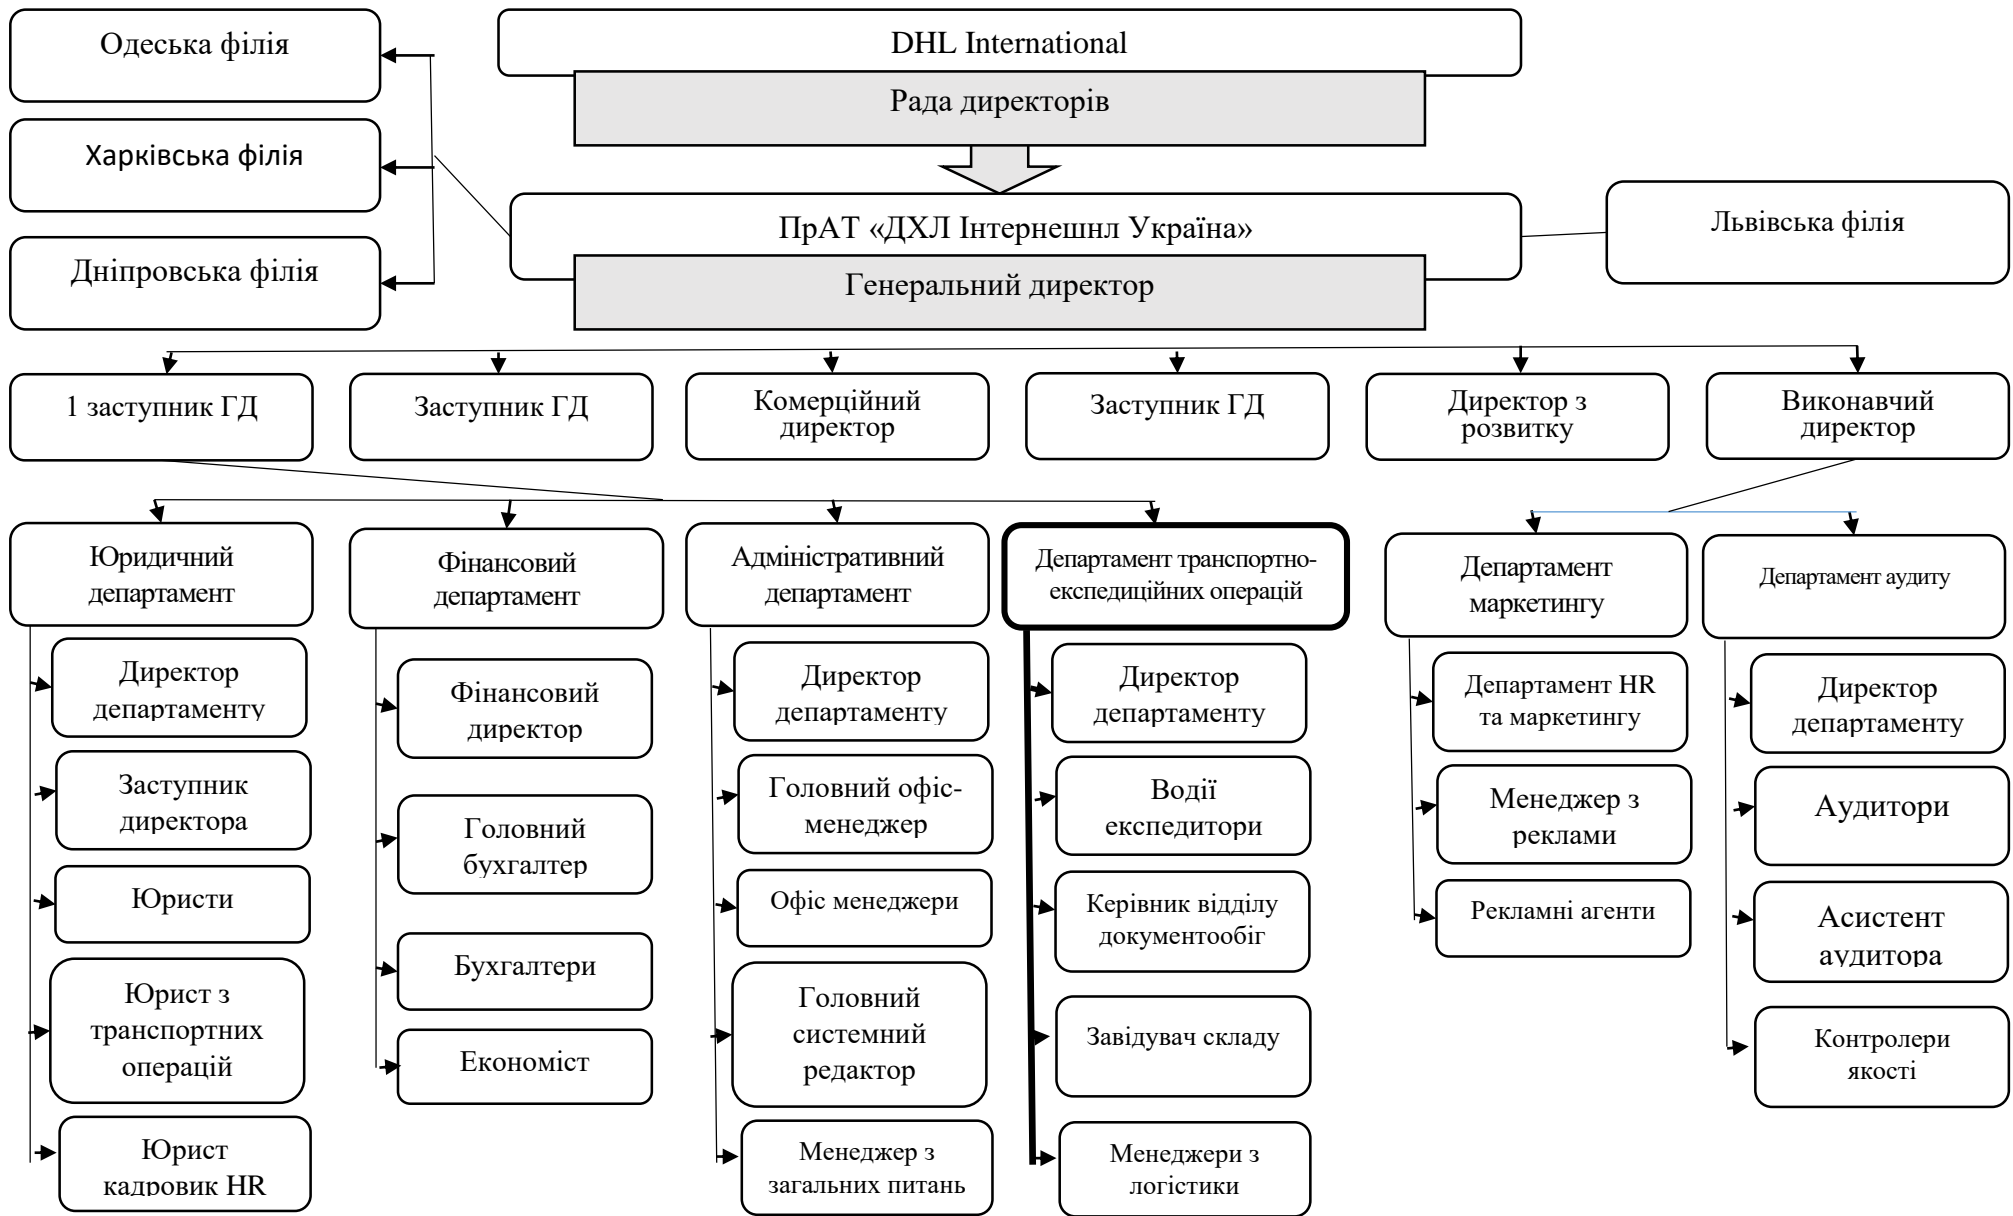 Одеська філія
DHL International
Рада директорів
Харківська філія
ПрАТ «ДХЛ Інтернешнл Україна»
Львівська філія
Дніпровська філія
Генеральний директор
1 заступник ГД
Заступник ГД
Комерційний
директор
Заступник ГД
Директор з
розвитку
Виконавчий
директор
Юридичний
департамент
Фінансовий
департамент
Адміністративний
департамент
Департамент транспортно-
експедиційних операцій
Департамент
маркетингу
Департамент аудиту
Директор
департаменту
Заступник
директора
Юристи
Юрист з
транспортних
операцій
Юрист
кадровик HR
Фінансовий
директор
Головний
бухгалтер
Бухгалтери
Економіст
Директор
департаменту
Головний офіс-
менеджер
Офіс менеджери
Головний
системний
редактор
Менеджер з
загальних питань
Директор
департаменту
Водії
експедитори
Керівник відділу
документообіг
Завідувач складу
Менеджери з
логістики
Департамент HR
та маркетингу
Менеджер з
реклами
Рекламні агенти
Директор
департаменту
Аудитори
Асистент
аудитора
Контролери
якості